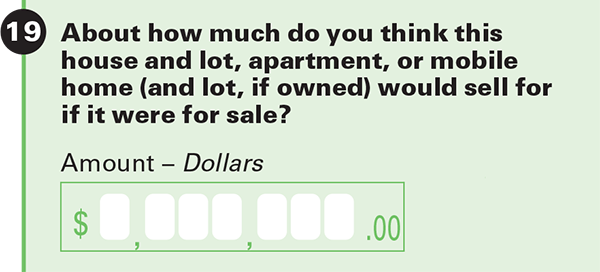 19 About how much do you think this
house and lot, apartment, or mobile
home (and lot, if owned) would sell for
if it were for sale?
Amount – Dollars
$ , , .00